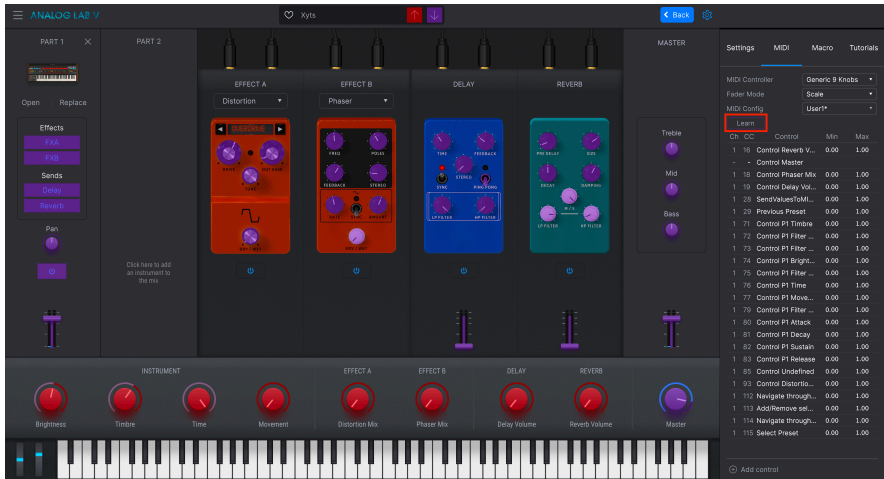 ANALOG LAB V
Xyts
Back
PART 1
PART 2
Open
Replace
Effects
FXA
FXB
Sends
Delay
Reverb
Pan
Click here to add
an instrument to
the mix
EFFECT A
Distortion
OVERDRIVE
DRIVE
OUT GAIN
TONE
DRY / WET
EFFECT B
Phaser
FREQ
POLES
FEEDBACK
STEREO
RATE
SYNC
AMOUNT
DRY / WET
DELAY
TIME
FEEDBACK
STEREO
SYNC
PING PONG
LP FILTER
HP FILTER
REVERB
PRE DELAY
SIZE
DECAY
DAMPING
M / S
LP FILTER
HP FILTER
MASTER
Treble
Mid
Bass
INSTRUMENT
EFFECT A
EFFECT B
DELAY
REVERB
Brightness
Timbre
Time
Movement
Distortion Mix
Phaser Mix
Delay Volume
Reverb Volume
Master
Settings MIDI Macro Tutorials
MIDI Controller Generic 9 Knobs
Fader Mode Scale
MIDI Config User1*
Learn
Ch CC Control Min Max
1 16 Control Reverb V... 0.00 1.00
- - Control Master
1 18 Control Phaser Mix 0.00 1.00
1 19 Control Delay Vol... 0.00 1.00
1 28 SendValuesToMI... 0.00 1.00
1 29 Previous Preset 0.00 1.00
1 71 Control P1 Timbre 0.00 1.00
1 72 Control P1 Filter ... 0.00 1.00
1 73 Control P1 Filter ... 0.00 1.00
1 74 Control P1 Bright... 0.00 1.00
1 75 Control P1 Filter ... 0.00 1.00
1 76 Control P1 Time 0.00 1.00
1 77 Control P1 Move... 0.00 1.00
1 79 Control P1 Filter ... 0.00 1.00
1 80 Control P1 Attack 0.00 1.00
1 81 Control P1 Decay 0.00 1.00
1 82 Control P1 Sustain 0.00 1.00
1 83 Control P1 Release 0.00 1.00
1 85 Control Undefined 0.00 1.00
1 93 Control Distortio... 0.00 1.00
1 112 Navigate through... 0.00 1.00
1 113 Add/Remove sel... 0.00 1.00
1 114 Navigate through... 0.00 1.00
1 115 Select Preset 0.00 1.00
Add control